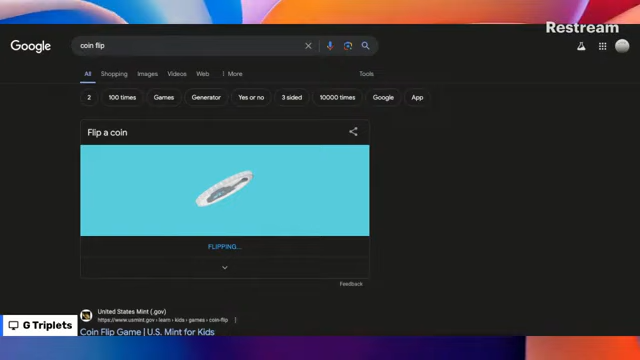 Restream
Google
coin flip
All Shopping Images Videos Web More Tools
2 100 times Games Generator Yes or no 3 sided 10000 times Google App
Flip a coin
FLIPPING...
Feedback
United States Mint (.gov)
https://www.usmint.gov › learn › kids › games › coin-flip
G Triplets
Coin Flip Game | U.S. Mint for Kids